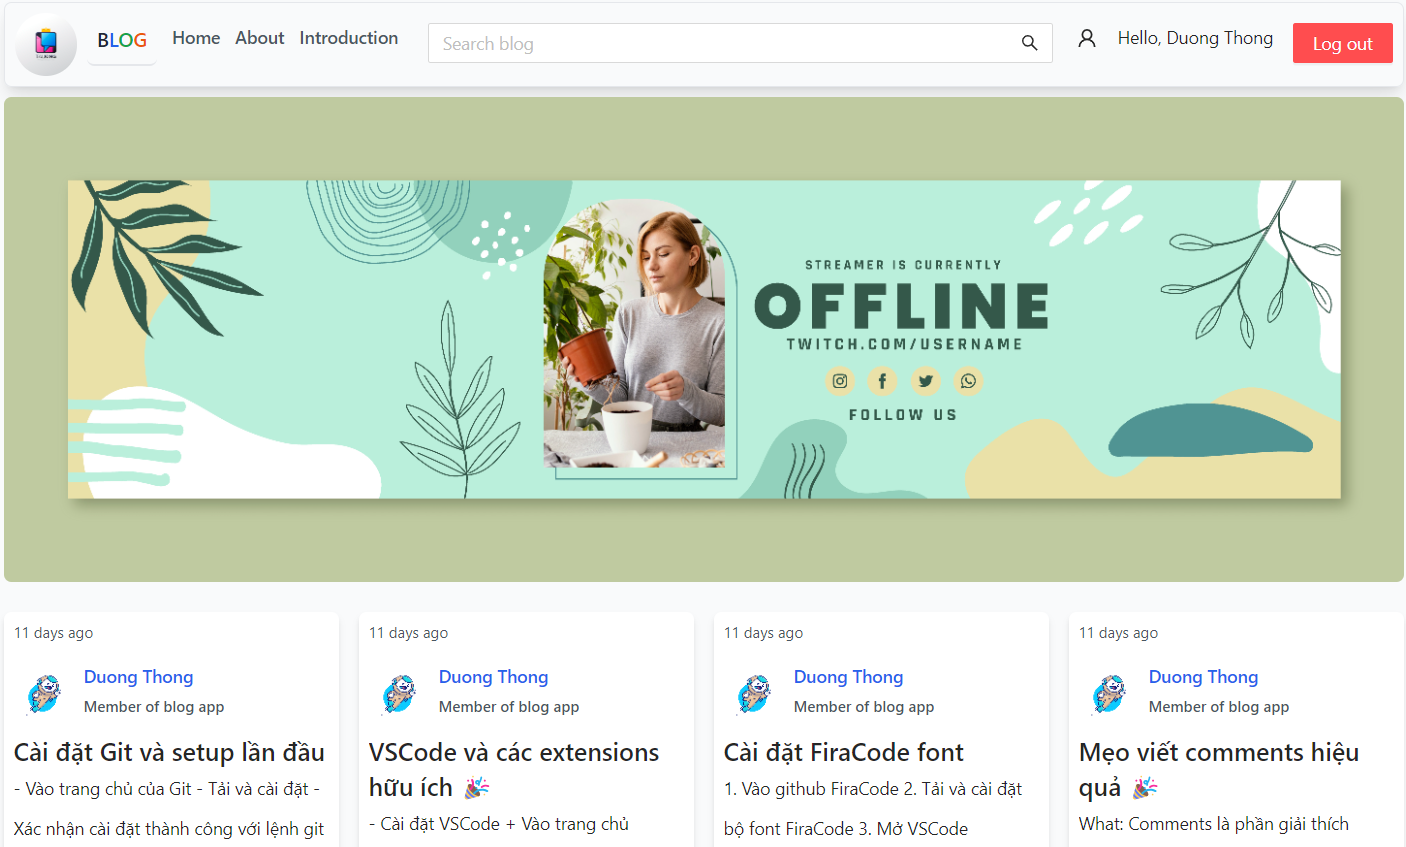 BLOG
Home
About
Introduction
Search blog
Hello, Duong Thong
Log out
STREAMER IS CURRENTLY
OFFLINE
TWITCH.COM/USERNAME
FOLLOW US
11 days ago
Duong Thong
Member of blog app
Cài đặt Git và setup lần đầu
- Vào trang chủ của Git - Tải và cài đặt -
Xác nhận cài đặt thành công với lệnh git
11 days ago
Duong Thong
Member of blog app
VSCode và các extensions
hữu ích 🎉
- Cài đặt VSCode + Vào trang chủ
11 days ago
Duong Thong
Member of blog app
Cài đặt FiraCode font
1. Vào github FiraCode 2. Tải và cài đặt
bộ font FiraCode 3. Mở VSCode
11 days ago
Duong Thong
Member of blog app
Mẹo viết comments hiệu
quả 🎉
What: Comments là phần giải thích